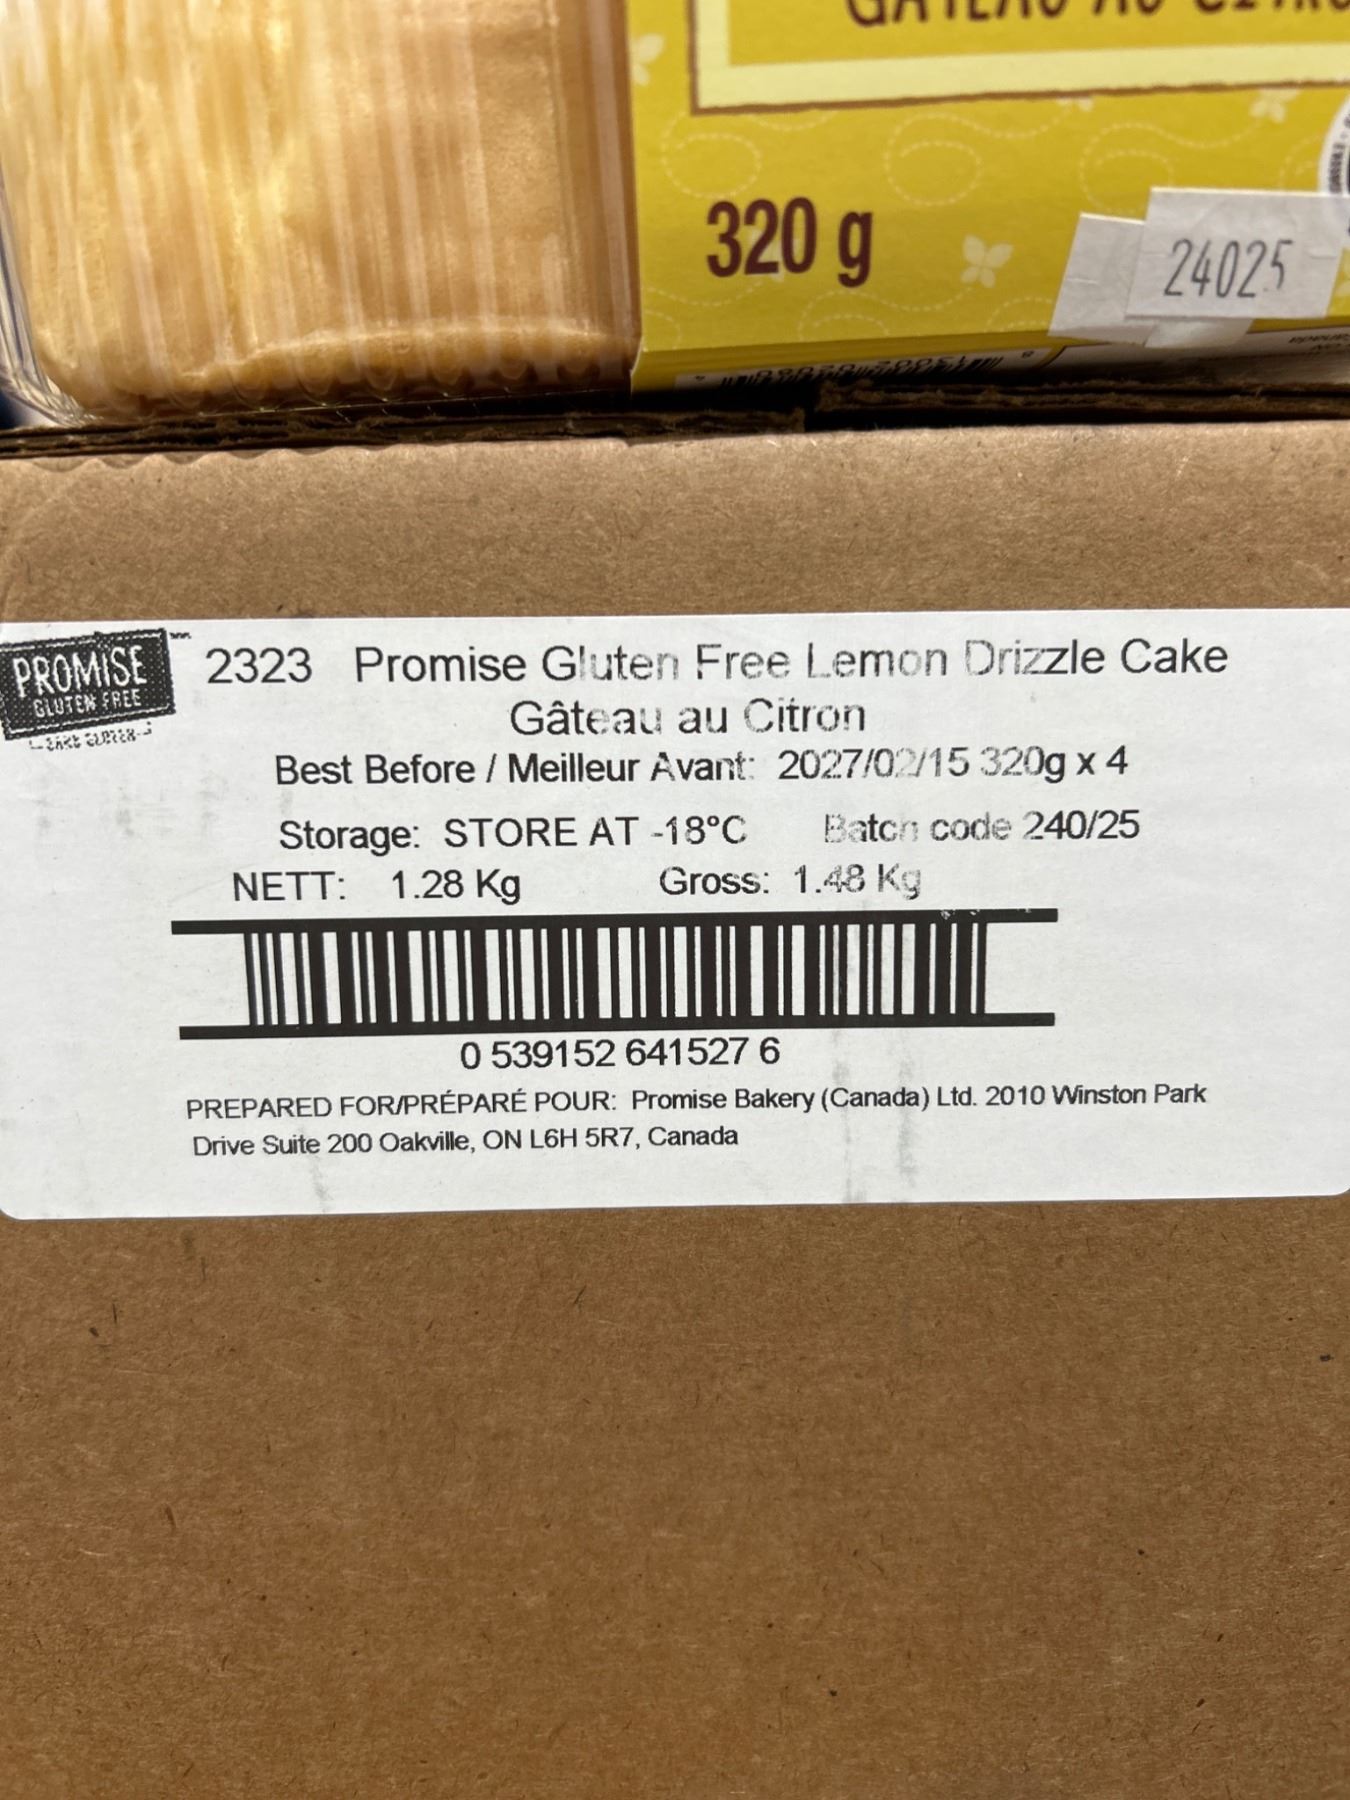 320 g
24025
PROMISE
GLUTEN FREE
2323 Promise Gluten Free Lemon Drizzle Cake
Gâteau au Citron
Best Before / Meilleur Avant: 2027/02/15 320g x 4
Storage: STORE AT -18°C Batch code 240/25
NETT: 1.28 Kg Gross: 1.48 Kg
0 539152 641527 6
PREPARED FOR/PRÉPARÉ POUR: Promise Bakery (Canada) Ltd. 2010 Winston Park
Drive Suite 200 Oakville, ON L6H 5R7, Canada